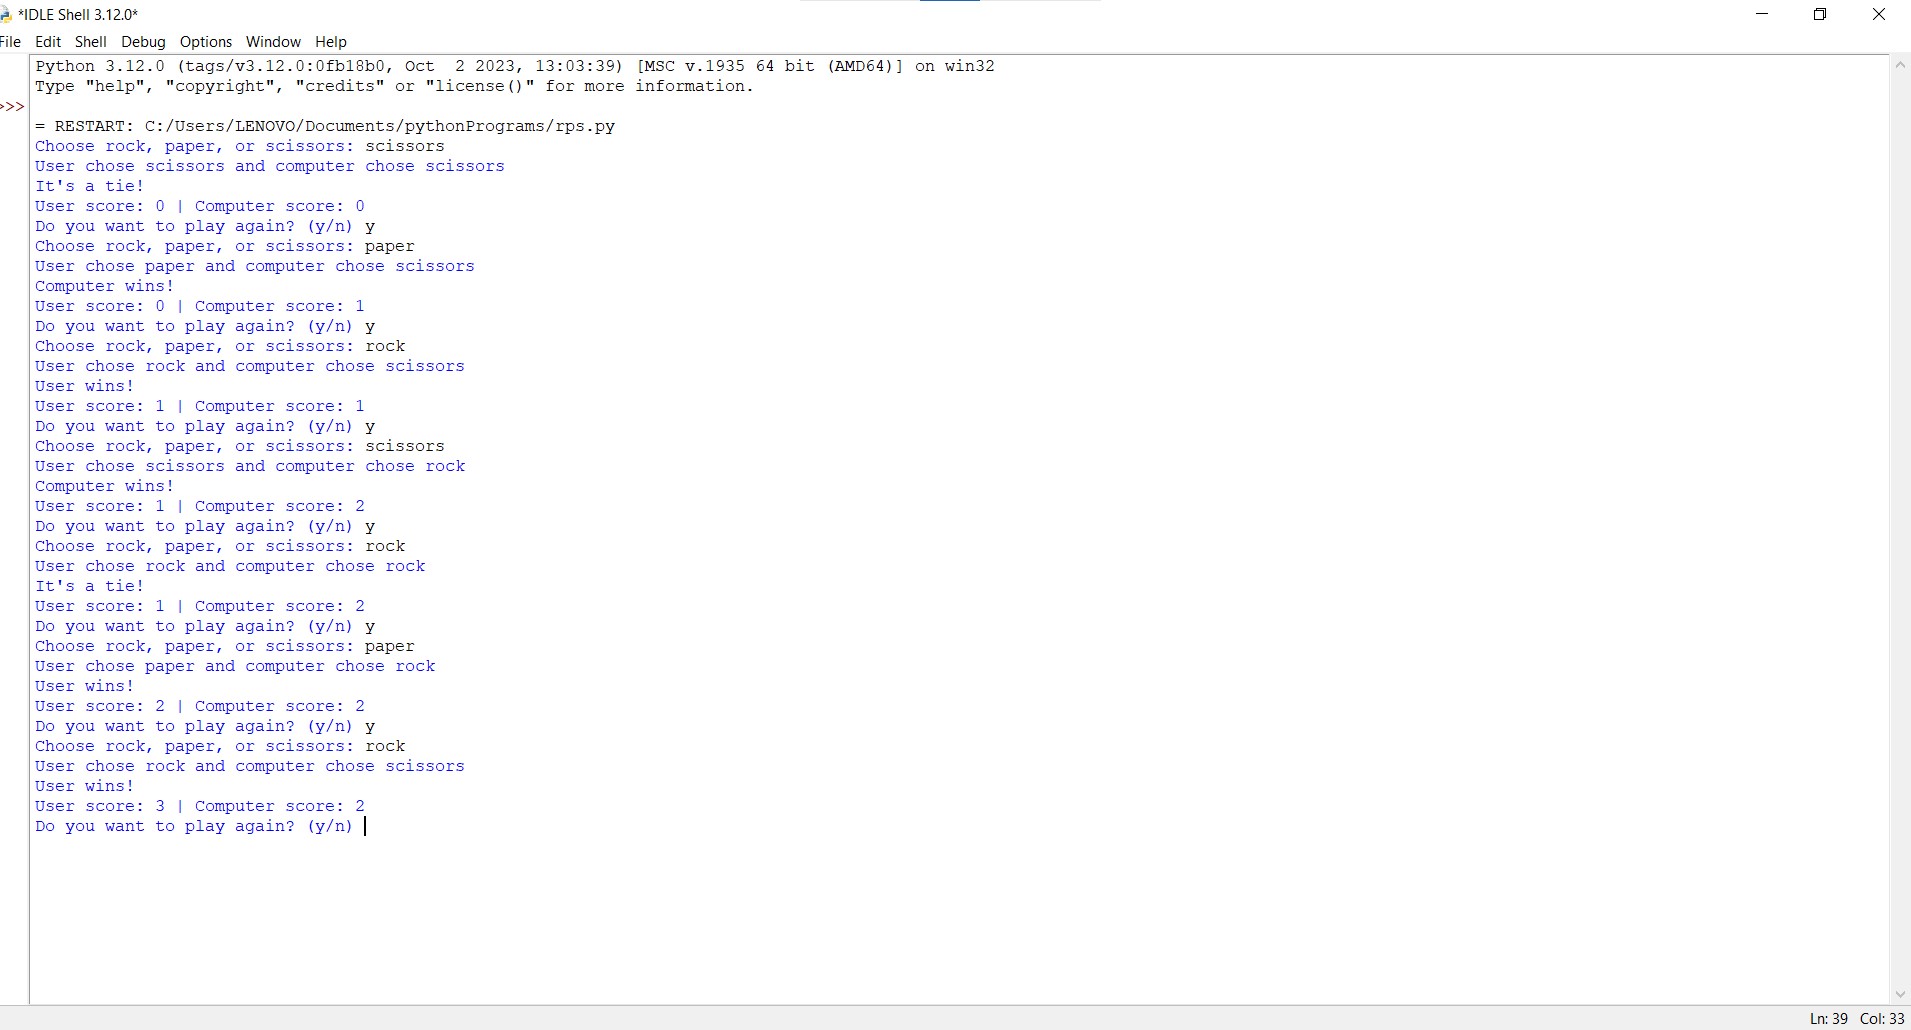 *IDLE Shell 3.12.0*
File Edit Shell Debug Options Window Help
Python 3.12.0 (tags/v3.12.0:0fb18b0, Oct  2 2023, 13:03:39) [MSC v.1935 64 bit (AMD64)] on win32
Type "help", "copyright", "credits" or "license()" for more information.
>>>
= RESTART: C:/Users/LENOVO/Documents/pythonPrograms/rps.py
Choose rock, paper, or scissors: scissors
User chose scissors and computer chose scissors
It's a tie!
User score: 0 | Computer score: 0
Do you want to play again? (y/n) y
Choose rock, paper, or scissors: paper
User chose paper and computer chose scissors
Computer wins!
User score: 0 | Computer score: 1
Do you want to play again? (y/n) y
Choose rock, paper, or scissors: rock
User chose rock and computer chose scissors
User wins!
User score: 1 | Computer score: 1
Do you want to play again? (y/n) y
Choose rock, paper, or scissors: scissors
User chose scissors and computer chose rock
Computer wins!
User score: 1 | Computer score: 2
Do you want to play again? (y/n) y
Choose rock, paper, or scissors: rock
User chose rock and computer chose rock
It's a tie!
User score: 1 | Computer score: 2
Do you want to play again? (y/n) y
Choose rock, paper, or scissors: paper
User chose paper and computer chose rock
User wins!
User score: 2 | Computer score: 2
Do you want to play again? (y/n) y
Choose rock, paper, or scissors: rock
User chose rock and computer chose scissors
User wins!
User score: 3 | Computer score: 2
Do you want to play again? (y/n)
Ln: 39 Col: 33